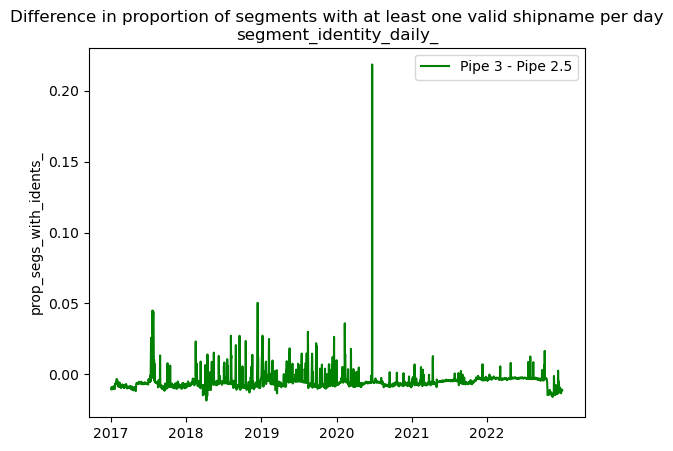 Difference in proportion of segments with at least one valid shipname per day
segment_identity_daily_
Pipe 3 - Pipe 2.5
prop_segs_with_idents_
0.20
0.15
0.10
0.05
0.00
2017 2018 2019 2020 2021 2022